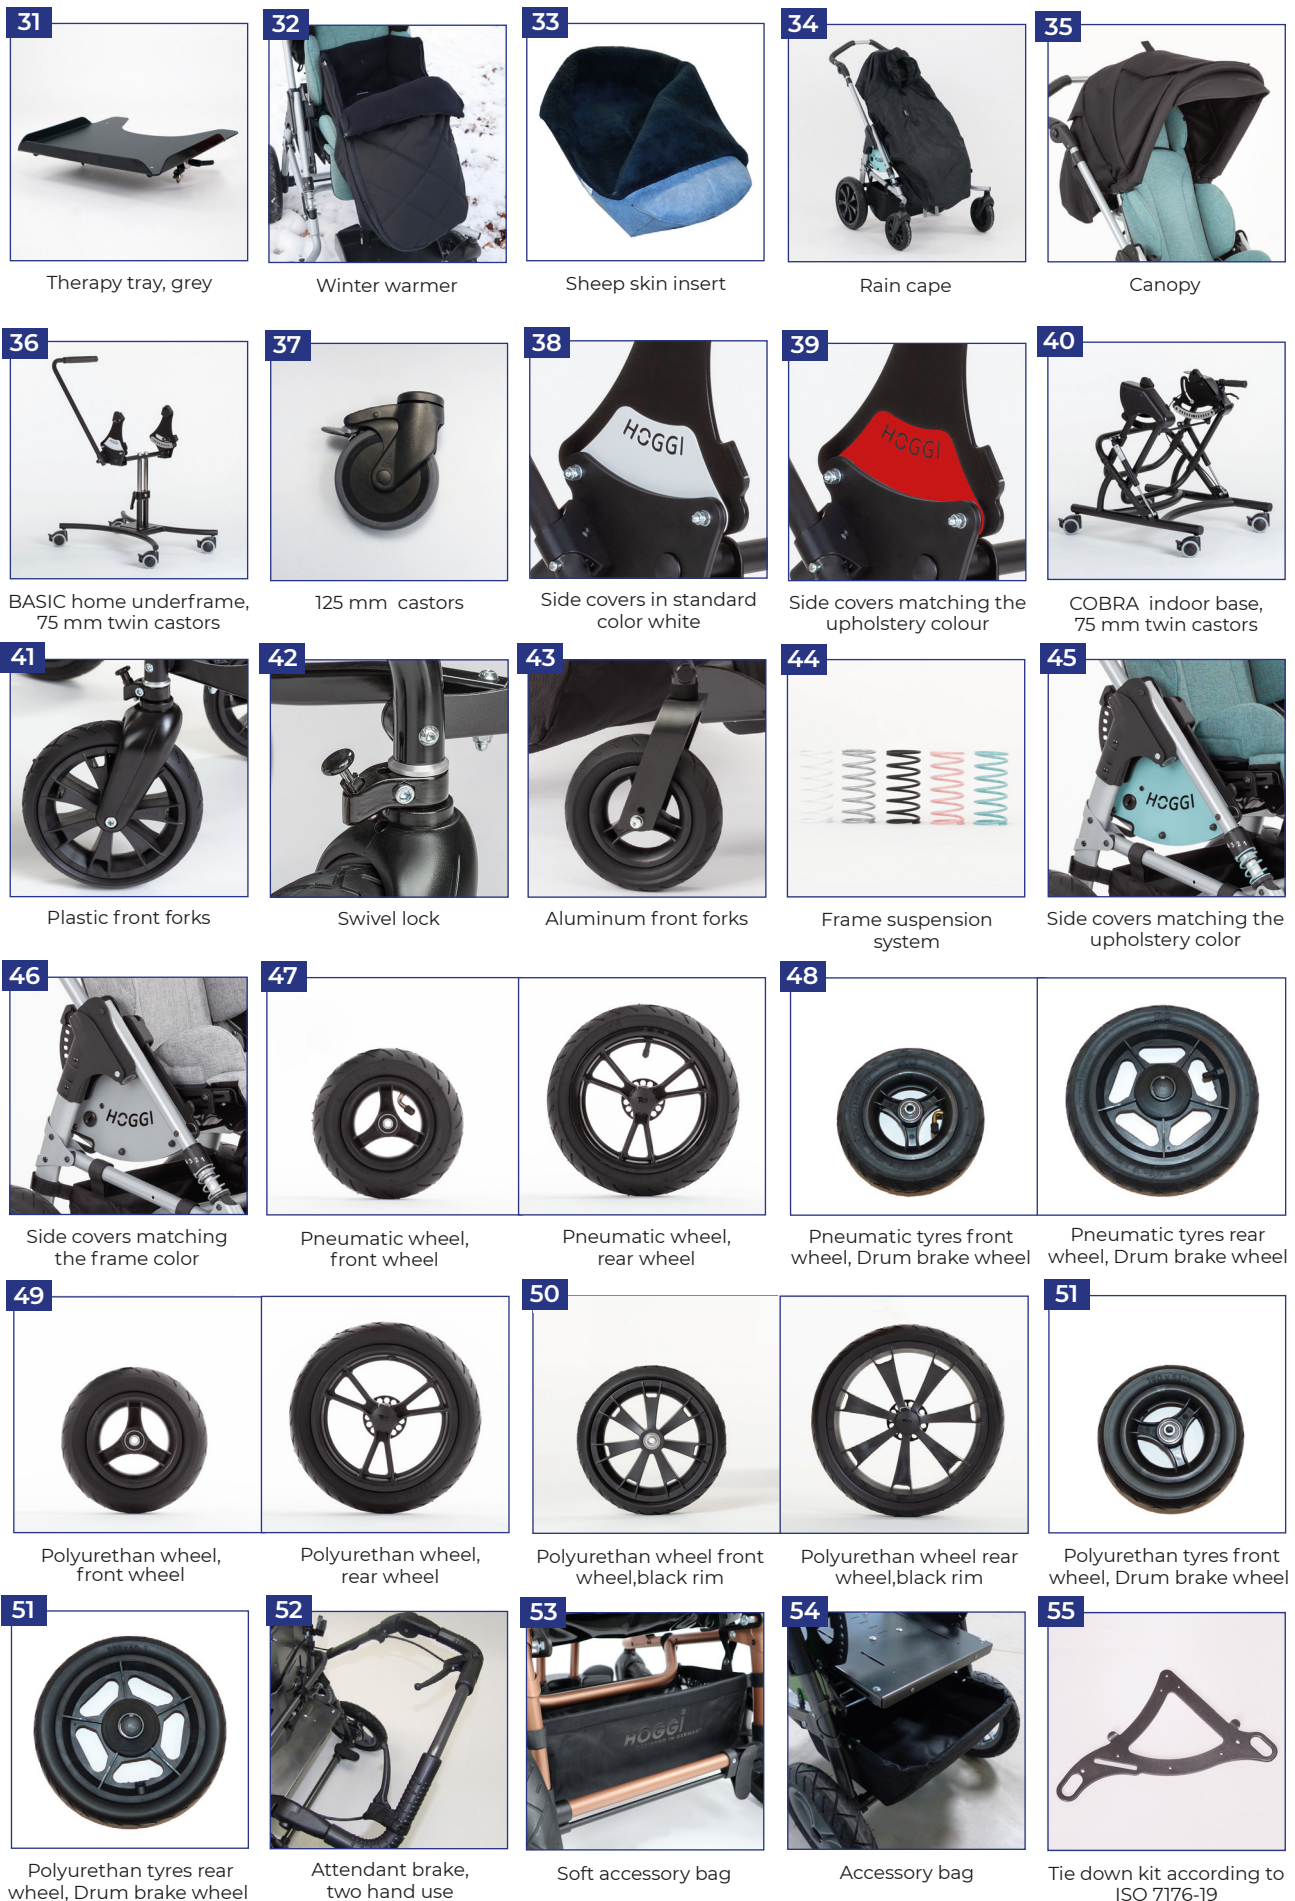 31
32
33
34
35
Therapy tray, grey
Winter warmer
Sheep skin insert
Rain cape
Canopy
36
37
38
39
40
HOGGI
HOGGI
BASIC home underframe,
75 mm twin castors
125 mm castors
Side covers in standard
color white
Side covers matching the
upholstery colour
COBRA indoor base,
75 mm twin castors
41
42
43
44
45
HOGGI
Plastic front forks
Swivel lock
Aluminum front forks
Frame suspension
system
Side covers matching the
upholstery color
46
47
48
HOGGI
Side covers matching
the frame color
Pneumatic wheel,
front wheel
Pneumatic wheel,
rear wheel
Pneumatic tyres front
wheel, Drum brake wheel
Pneumatic tyres rear
wheel, Drum brake wheel
49
50
51
Polyurethan wheel,
front wheel
Polyurethan wheel,
rear wheel
Polyurethan wheel front
wheel,black rim
Polyurethan wheel rear
wheel,black rim
Polyurethan tyres front
wheel, Drum brake wheel
51
52
53
54
55
HOGGI
Polyurethan tyres rear
wheel, Drum brake wheel
Attendant brake,
two hand use
Soft accessory bag
Accessory bag
Tie down kit according to
ISO 7176-19